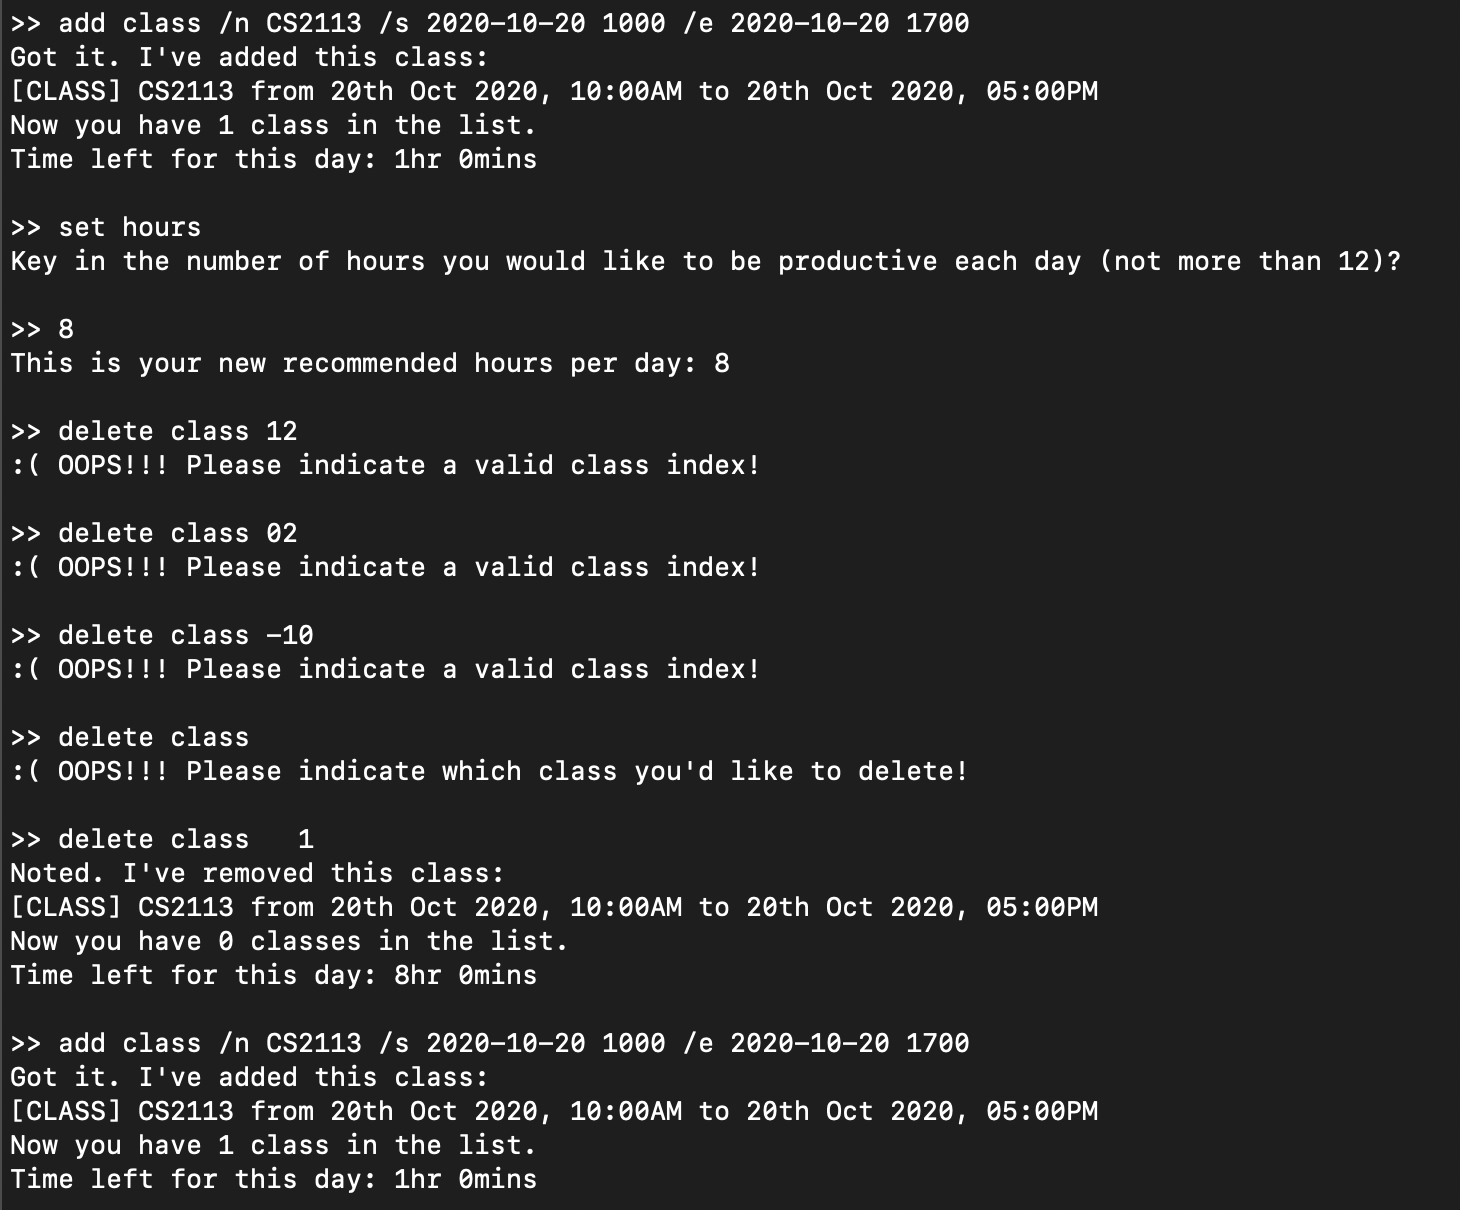 >> add class /n CS2113 /s 2020-10-20 1000 /e 2020-10-20 1700
Got it. I've added this class:
[CLASS] CS2113 from 20th Oct 2020, 10:00AM to 20th Oct 2020, 05:00PM
Now you have 1 class in the list.
Time left for this day: 1hr 0mins

>> set hours
Key in the number of hours you would like to be productive each day (not more than 12)?

>> 8
This is your new recommended hours per day: 8

>> delete class 12
:( OOPS!!! Please indicate a valid class index!

>> delete class 02
:( OOPS!!! Please indicate a valid class index!

>> delete class -10
:( OOPS!!! Please indicate a valid class index!

>> delete class
:( OOPS!!! Please indicate which class you'd like to delete!

>> delete class   1
Noted. I've removed this class:
[CLASS] CS2113 from 20th Oct 2020, 10:00AM to 20th Oct 2020, 05:00PM
Now you have 0 classes in the list.
Time left for this day: 8hr 0mins

>> add class /n CS2113 /s 2020-10-20 1000 /e 2020-10-20 1700
Got it. I've added this class:
[CLASS] CS2113 from 20th Oct 2020, 10:00AM to 20th Oct 2020, 05:00PM
Now you have 1 class in the list.
Time left for this day: 1hr 0mins